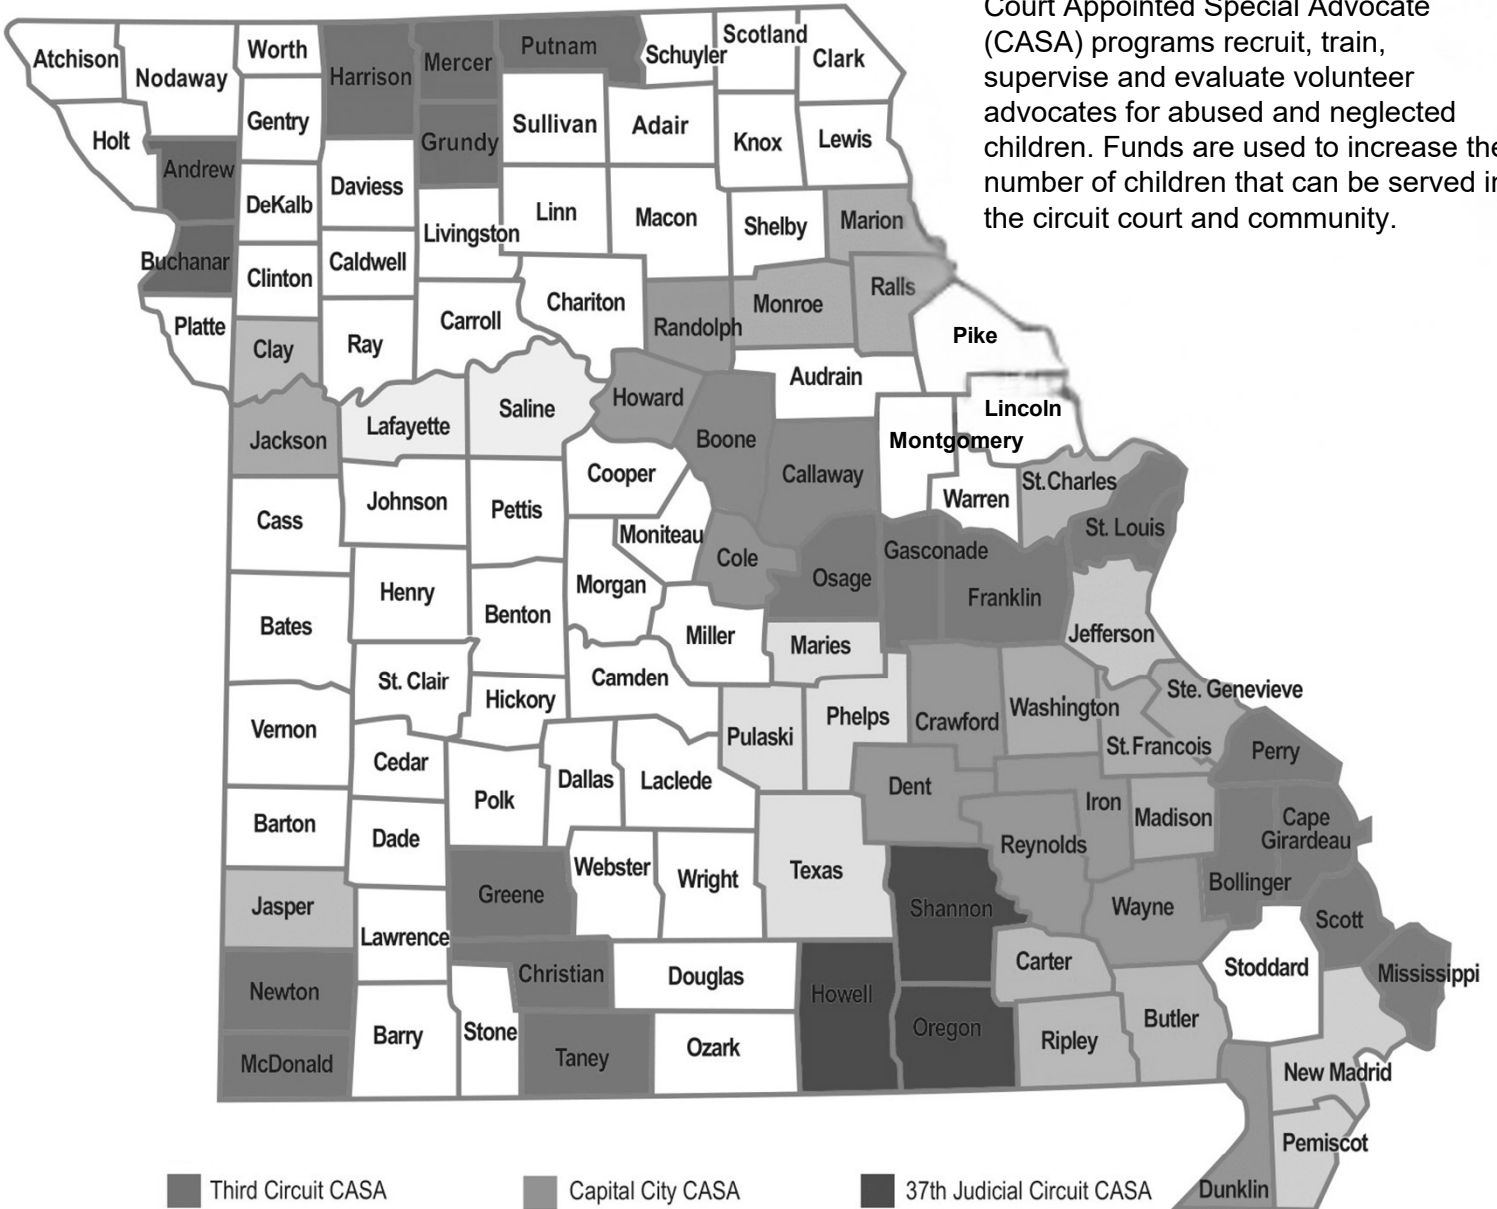 Court Appointed Special Advocate
(CASA) programs recruit, train,
supervise and evaluate volunteer
advocates for abused and neglected
children. Funds are used to increase the
number of children that can be served in
the circuit court and community.
Atchison
Nodaway
Worth
Harrison
Mercer
Putnam
Schuyler
Scotland
Clark
Holt
Andrew
Gentry
Grundy
Sullivan
Adair
Knox
Lewis
DeKalb
Daviess
Livingston
Linn
Macon
Shelby
Marion
Buchanan
Clinton
Caldwell
Chariton
Randolph
Monroe
Ralls
Platte
Clay
Ray
Carroll
Audrain
Pike
Jackson
Lafayette
Saline
Howard
Boone
Callaway
Montgomery
Lincoln
Cass
Johnson
Pettis
Cooper
Moniteau
Cole
Osage
Gasconade
Warren
St. Charles
St. Louis
Franklin
Bates
Henry
Benton
Morgan
Miller
Maries
Jefferson
St. Clair
Hickory
Camden
Pulaski
Phelps
Crawford
Washington
Ste. Genevieve
St. Francois
Perry
Vernon
Cedar
Polk
Dallas
Laclede
Dent
Iron
Madison
Cape
Girardeau
Barton
Dade
Greene
Webster
Wright
Texas
Reynolds
Bollinger
Jasper
Lawrence
Christian
Douglas
Shannon
Wayne
Scott
Newton
Howell
Carter
Stoddard
Mississippi
McDonald
Barry
Stone
Taney
Ozark
Oregon
Ripley
Butler
New Madrid
Pemiscot
Dunklin
Third Circuit CASA
Capital City CASA
37th Judicial Circuit CASA